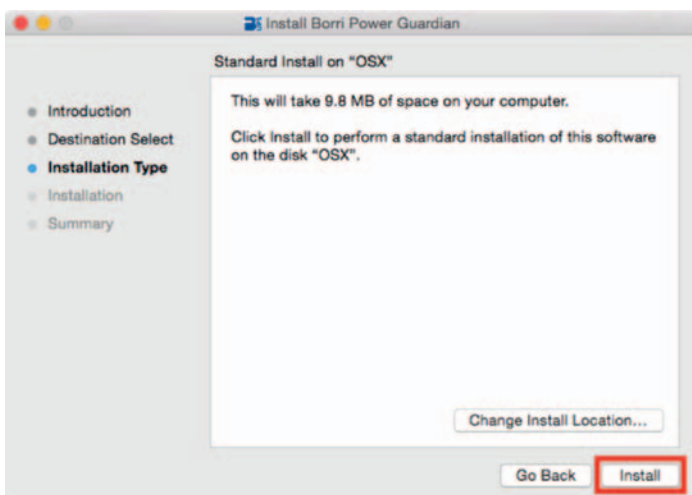 Install Borri Power Guardian
Standard Install on "OSX"
Introduction
Destination Select
Installation Type
Installation
Summary
This will take 9.8 MB of space on your computer.
Click Install to perform a standard installation of this software
on the disk "OSX".
Change Install Location...
Go Back
Install